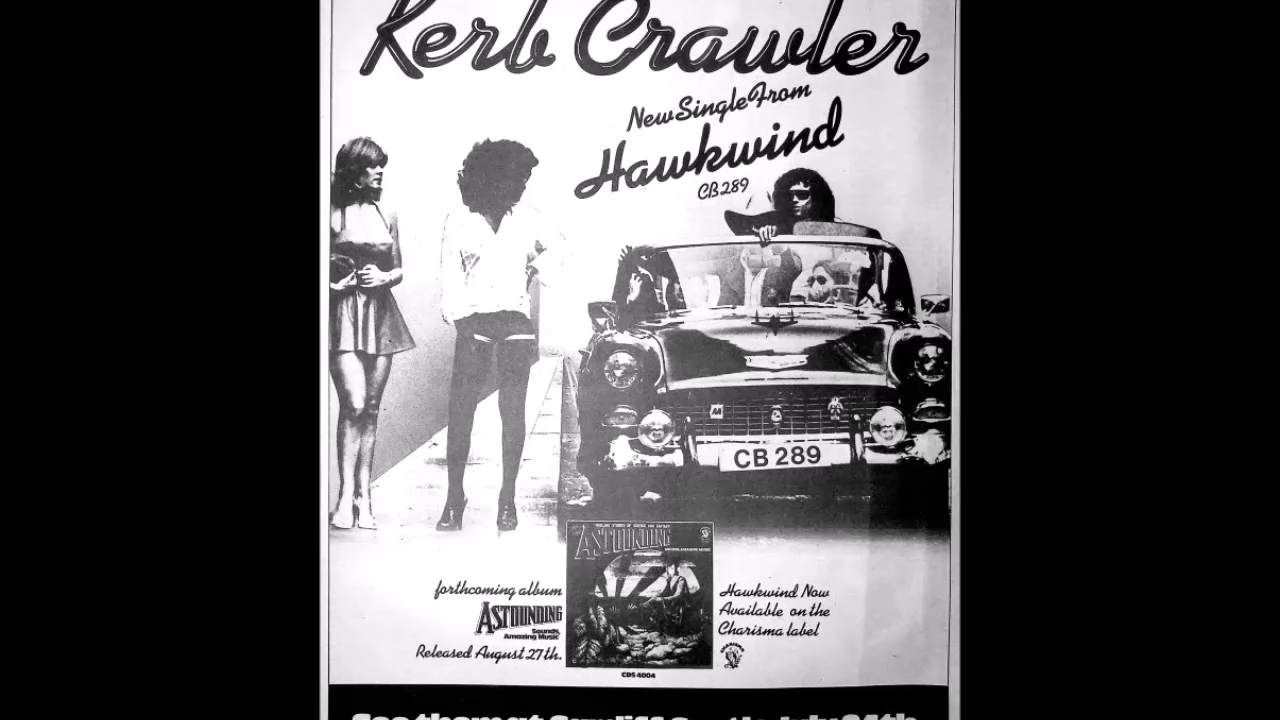 Kerb Crawler
New Single From
Hawkwind
CB 289
CB 289
ASTOUNDING
forthcoming album
ASTOUNDING
Sounds,
Amazing Music
Released August 27th.
Hawkwind Now
Available on the
Charisma label
CDS 4004